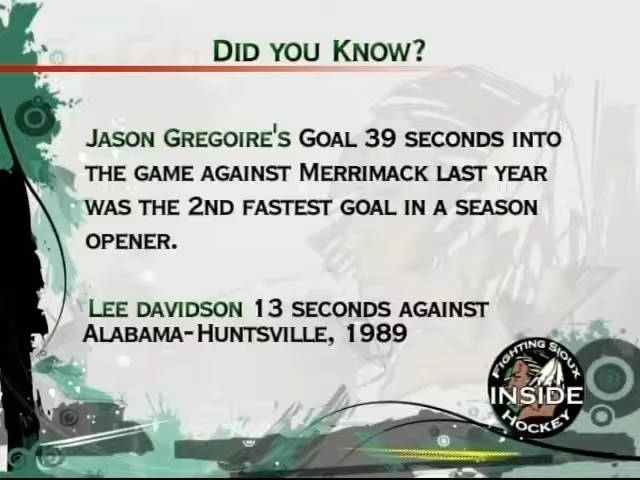 DID YOU KNOW?
JASON GREGOIRE'S GOAL 39 SECONDS INTO
THE GAME AGAINST MERRIMACK LAST YEAR
WAS THE 2ND FASTEST GOAL IN A SEASON
OPENER.
LEE DAVIDSON 13 SECONDS AGAINST
ALABAMA-HUNTSVILLE, 1989
FIGHTING SIOUX
INSIDE
HOCKEY